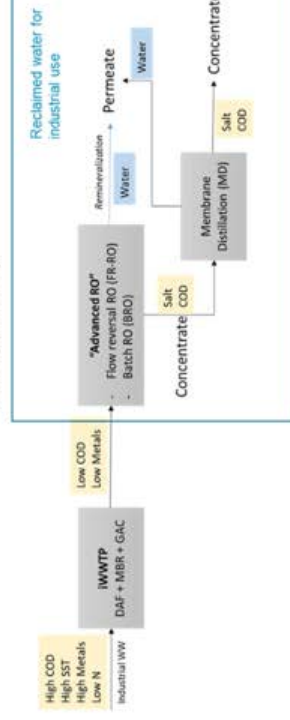 High COD
High SST
High Metals
Low N
Industrial WW
iWWTP
DAF + MBR + GAC
Low COD
Low Metals
Reclaimed water for
industrial use
"Advanced RO"
- Flow reversal RO (FR-RO)
- Batch RO (BRO)
Remineralization
Water
Permeate
Water
Salt
COD
Concentrate
Membrane
Distillation (MD)
Salt
COD